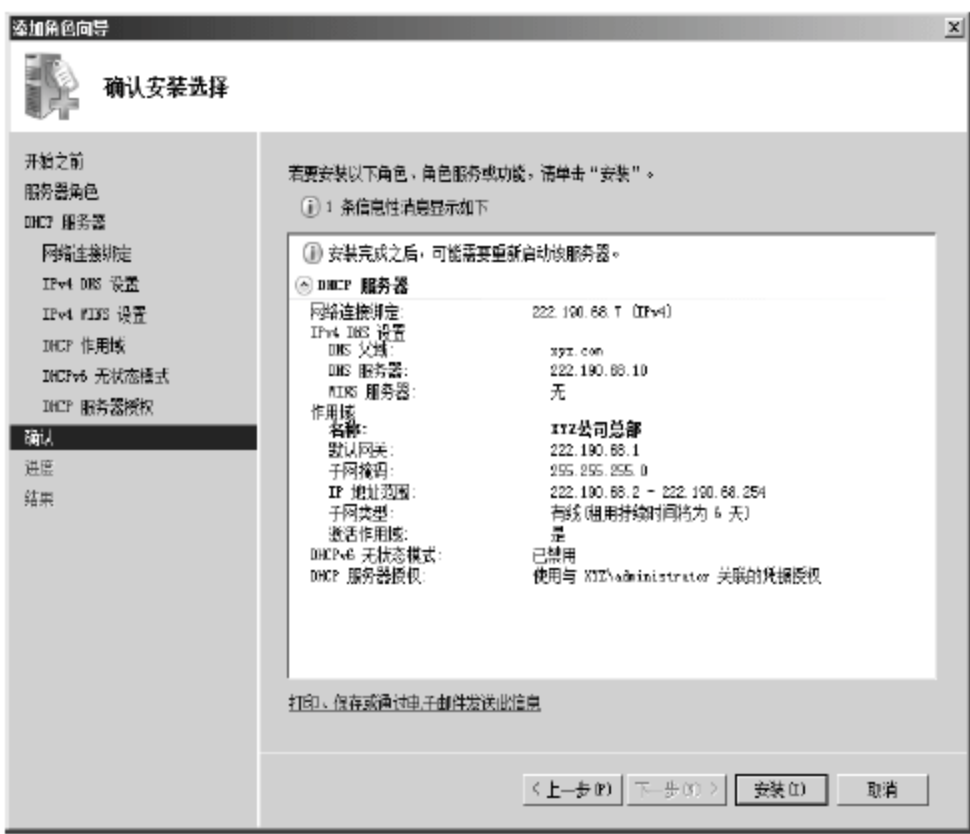 添加角色向导
确认安装选择
开始之前
服务器角色
DHCP 服务器
网络连接绑定
IPv4 DNS 设置
IPv4 WINS 设置
DHCP 作用域
DHCPv6 无状态模式
DHCP 服务器授权
确认
进度
结果
若要安装以下角色、角色服务或功能，请单击“安装”。
1 条信息性消息显示如下
安装完成之后，可能需要重新启动该服务器。
DHCP 服务器
网络连接绑定: 222.190.68.7 (IPv4)
IPv4 DNS 设置
DNS 父域: xyz.com
DNS 服务器: 222.190.68.10
WINS 服务器: 无
作用域
名称: XYZ公司总部
默认网关: 222.190.68.1
子网掩码: 255.255.255.0
IP 地址范围: 222.190.68.2 - 222.190.68.254
子网类型: 有线(租用持续时间将为 6 天)
激活作用域: 是
DHCPv6 无状态模式: 已禁用
DHCP 服务器授权: 使用与 XYZ\administrator 关联的凭据授权
打印、保存或通过电子邮件发送此信息
< 上一步(P)
下一步(N) >
安装(I)
取消